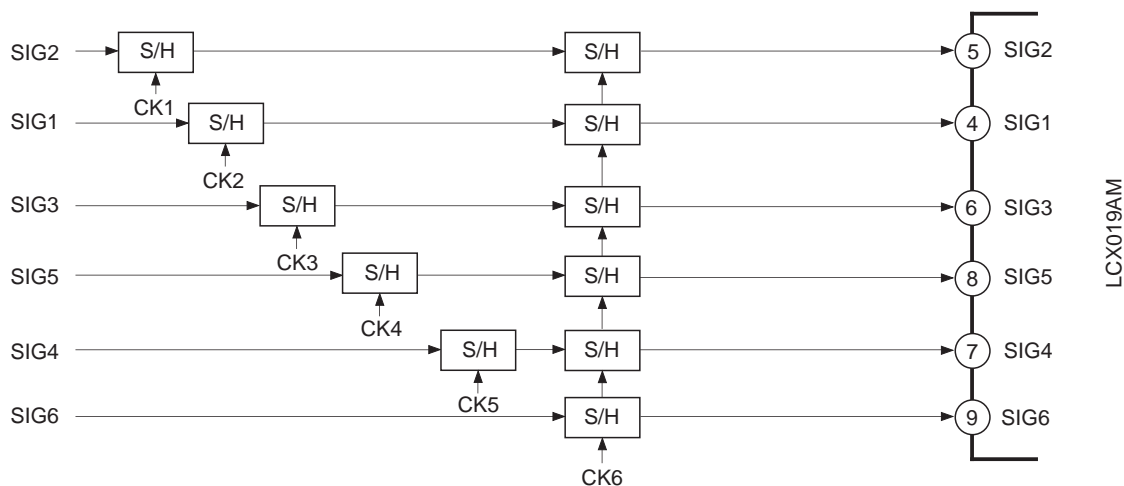 SIG2 S/H S/H 5 SIG2
CK1
SIG1 S/H S/H 4 SIG1
CK2
SIG3 S/H S/H 6 SIG3
CK3
SIG5 S/H S/H 8 SIG5
CK4
SIG4 S/H S/H 7 SIG4
CK5
SIG6 S/H 9 SIG6
CK6
LCX019AM